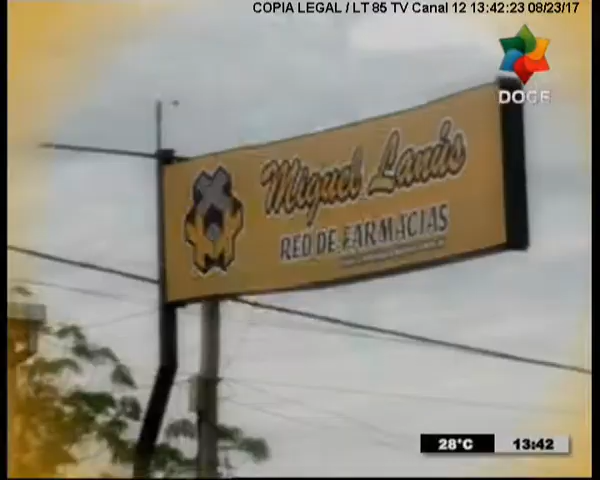 COPIA LEGAL / LT 85 TV Canal 12 13:42:23 08/23/17
DOCE
Miguel Lanús
RED DE FARMACIAS
28°C 13:42